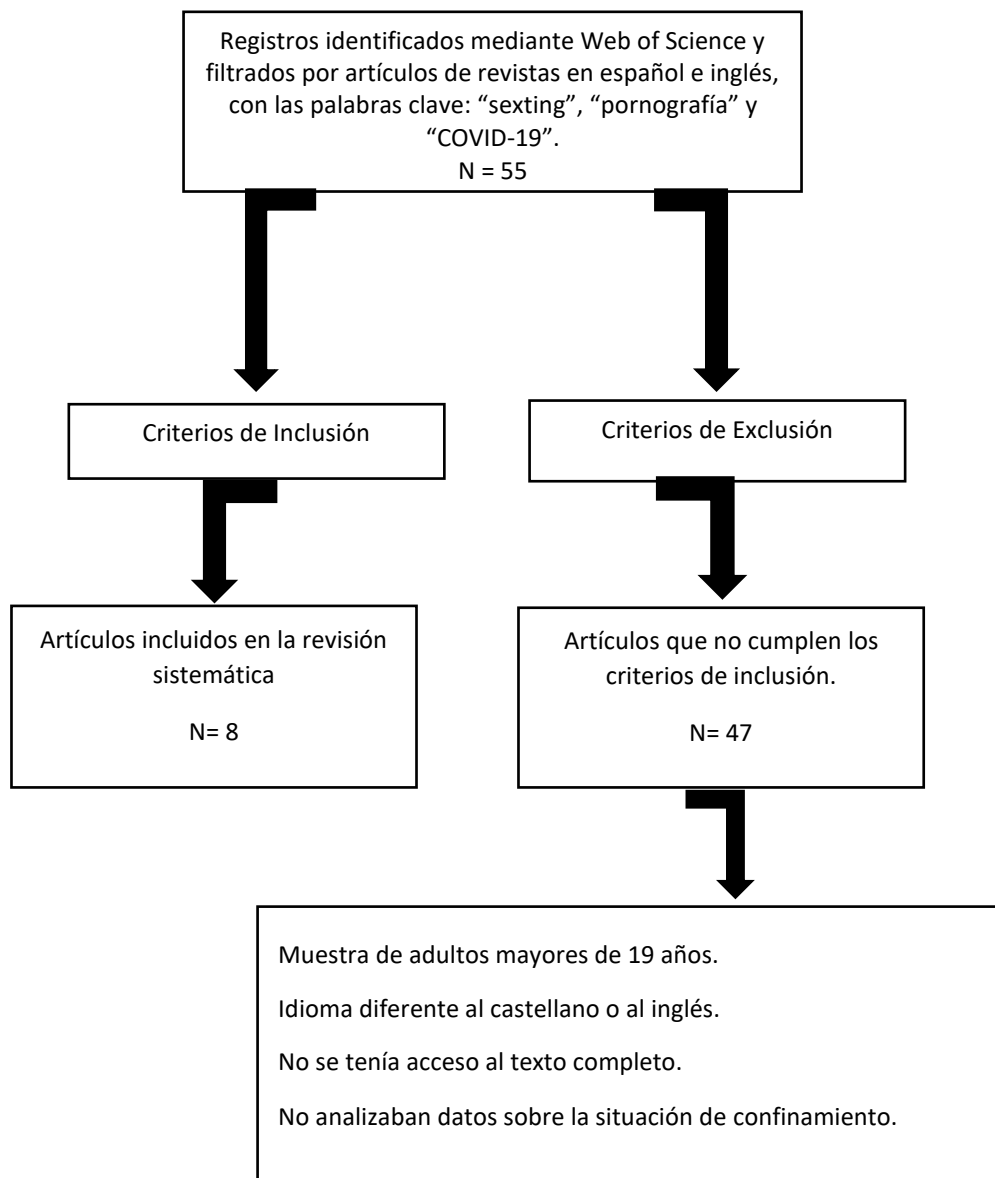 Registros identificados mediante Web of Science y
filtrados por artículos de revistas en español e inglés,
con las palabras clave: “sexting”, “pornografía” y
“COVID-19”.
N = 55
Criterios de Inclusión
Criterios de Exclusión
Artículos incluidos en la revisión
sistemática
N= 8
Artículos que no cumplen los
criterios de inclusión.
N= 47
Muestra de adultos mayores de 19 años.
Idioma diferente al castellano o al inglés.
No se tenía acceso al texto completo.
No analizaban datos sobre la situación de confinamiento.